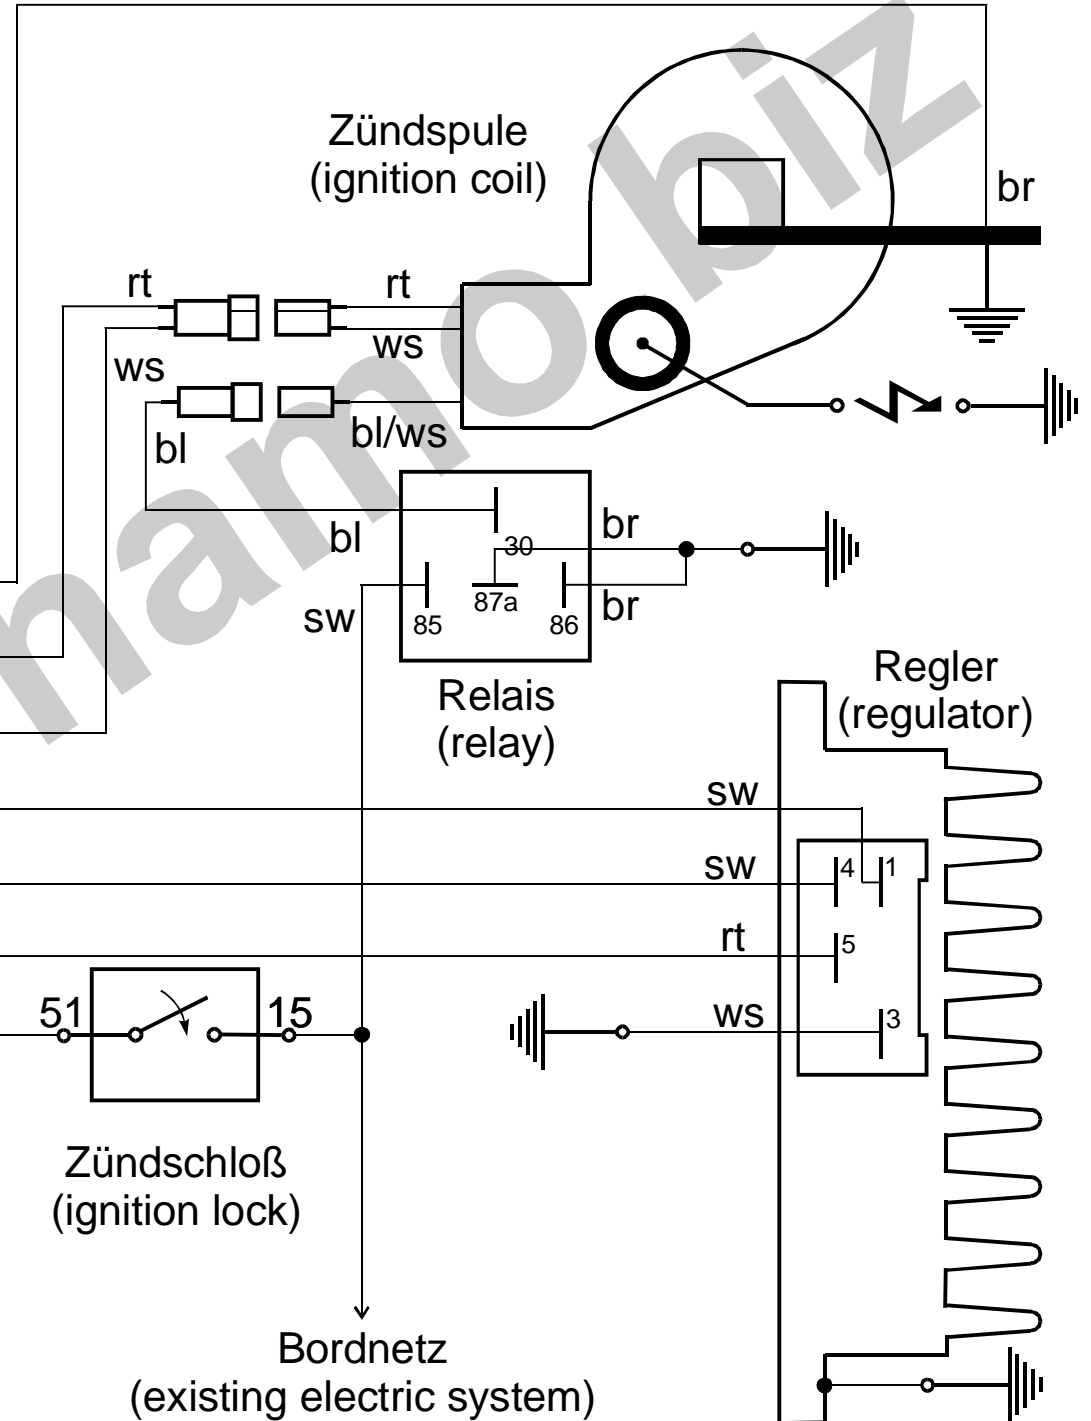 namo biz
Zündspule
(ignition coil)
br
rt
rt
ws
ws
bl
bl/ws
bl
30
br
87a
sw
85
86
br
Relais
(relay)
Regler
(regulator)
sw
sw
4
1
rt
5
51
15
ws
3
Zündschloß
(ignition lock)
Bordnetz
(existing electric system)